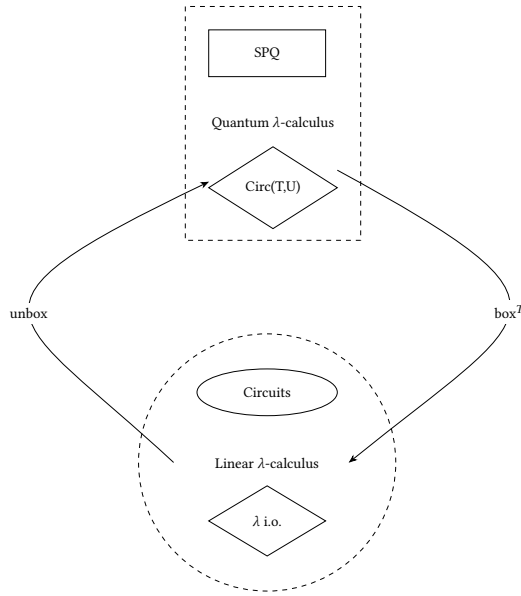 SPQ
Quantum λ-calculus
Circ(T,U)
unbox
box^T
Circuits
Linear λ-calculus
λ i.o.